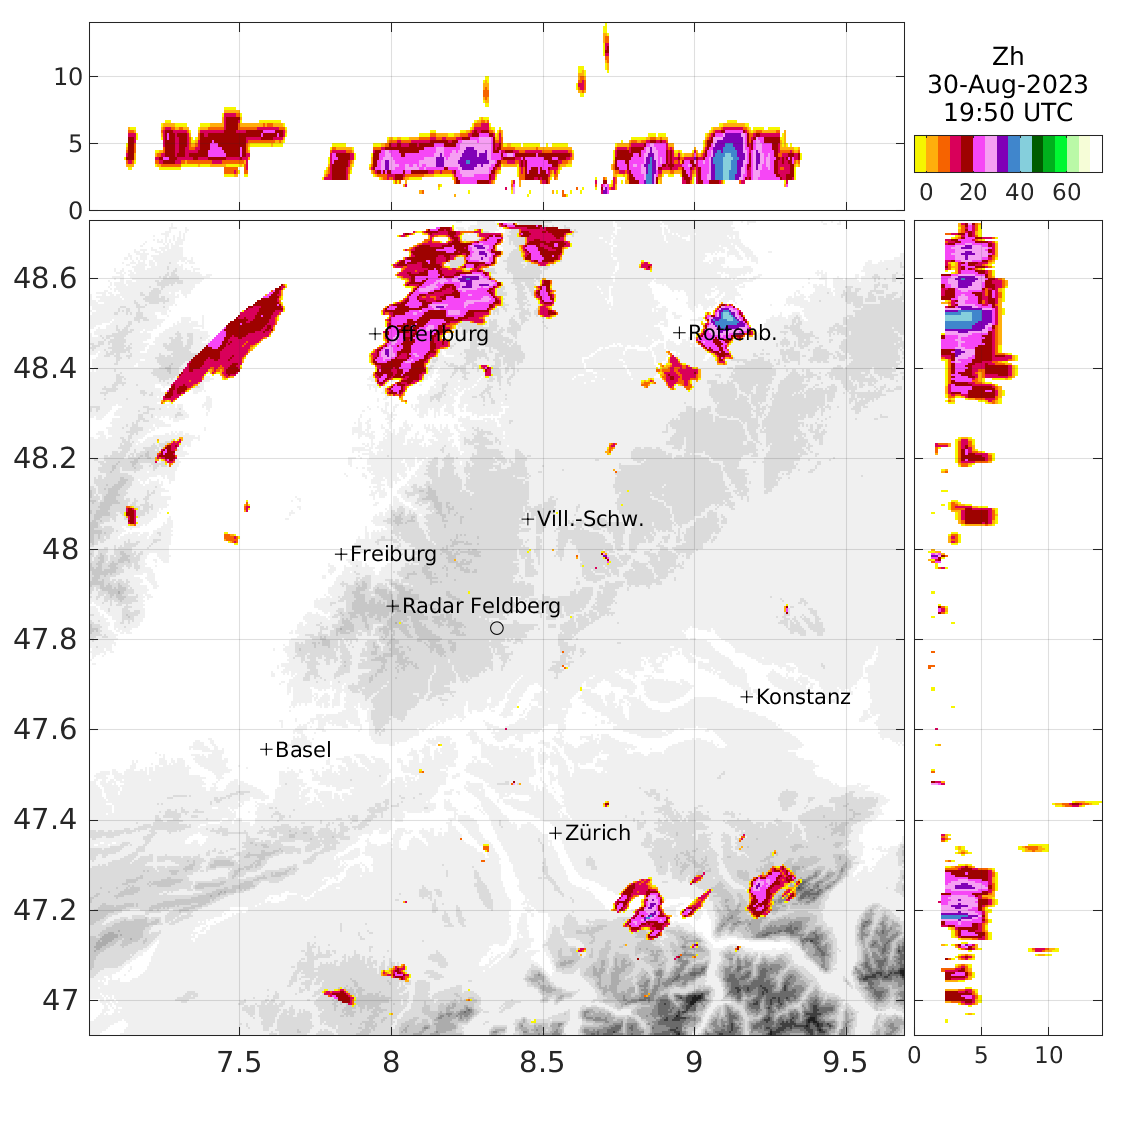 Zh
30-Aug-2023
19:50 UTC
0 20 40 60
10
5
0
48.6
48.4
48.2
48
47.8
47.6
47.4
47.2
47
Offenburg
Rottenb.
Vill.-Schw.
Freiburg
Radar Feldberg
Konstanz
Basel
Zürich
7.5 8 8.5 9 9.5
0 5 10